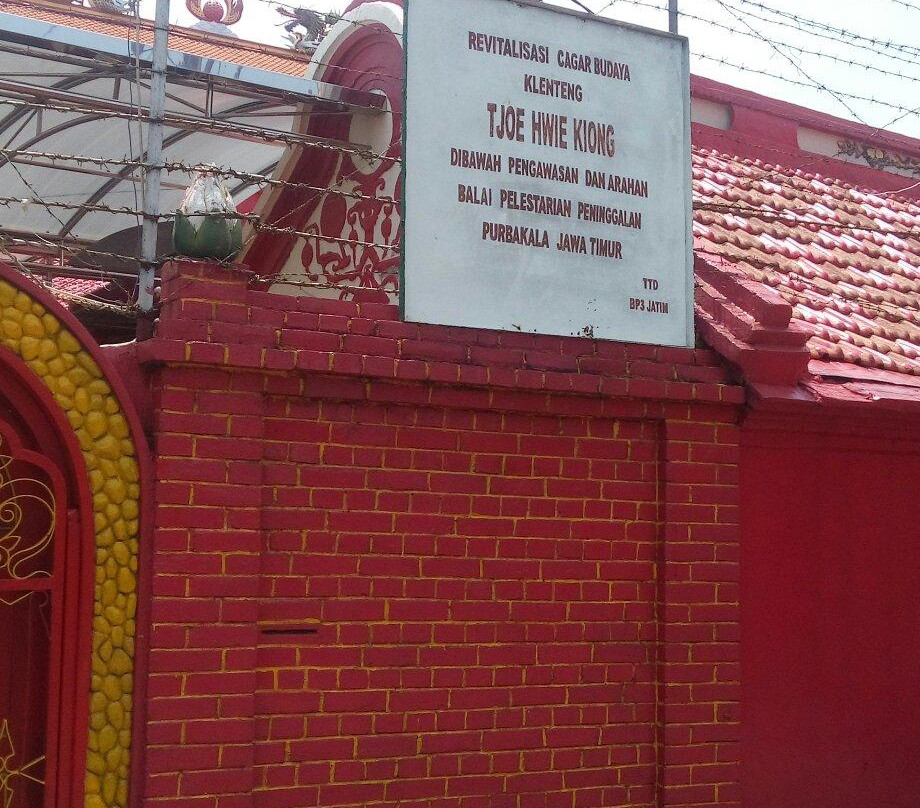 REVITALISASI CAGAR BUDAYA
KLENTENG
TJOE HWIE KIONG
DIBAWAH PENGAWASAN DAN ARAHAN
BALAI PELESTARIAN PENINGGALAN
PURBAKALA JAWA TIMUR
TTD
BP3 JATIM